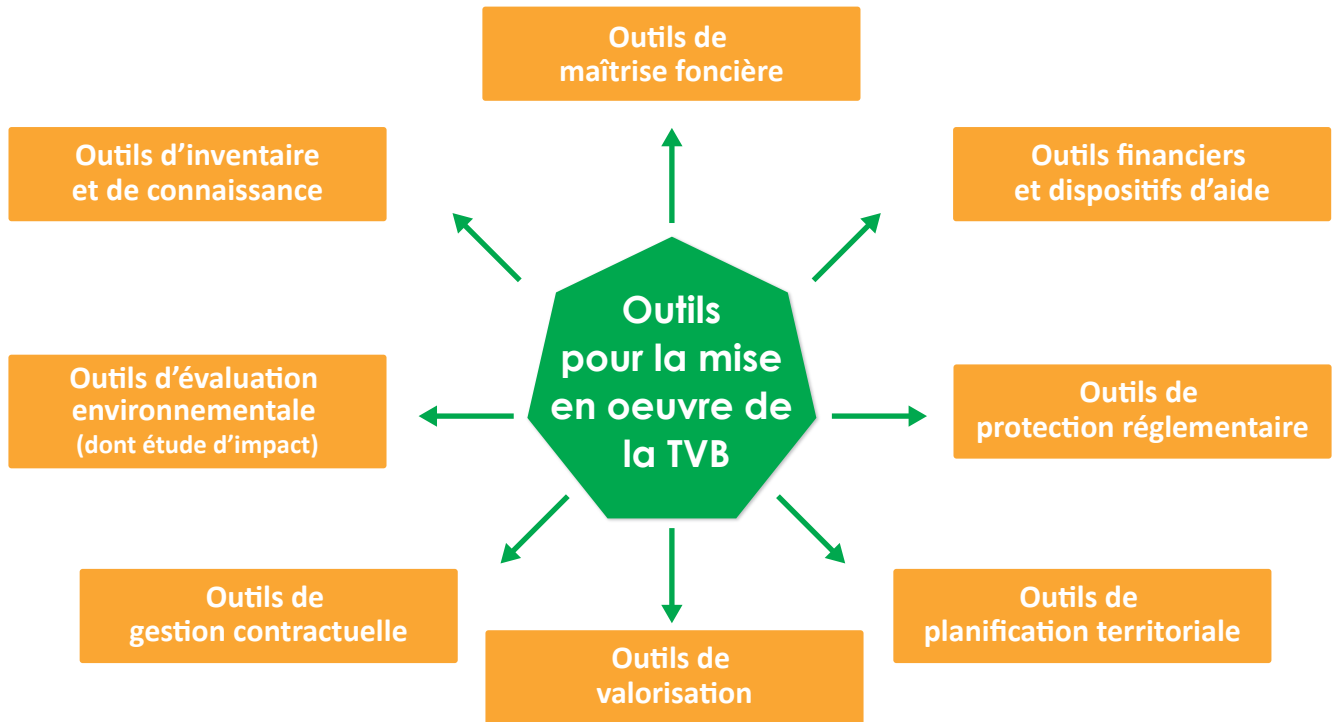 Outils de
maîtrise foncière
Outils d’inventaire
et de connaissance
Outils financiers
et dispositifs d’aide
Outils
pour la mise
en oeuvre de
la TVB
Outils d’évaluation
environnementale
(dont étude d’impact)
Outils de
protection réglementaire
Outils de
gestion contractuelle
Outils de
valorisation
Outils de
planification territoriale